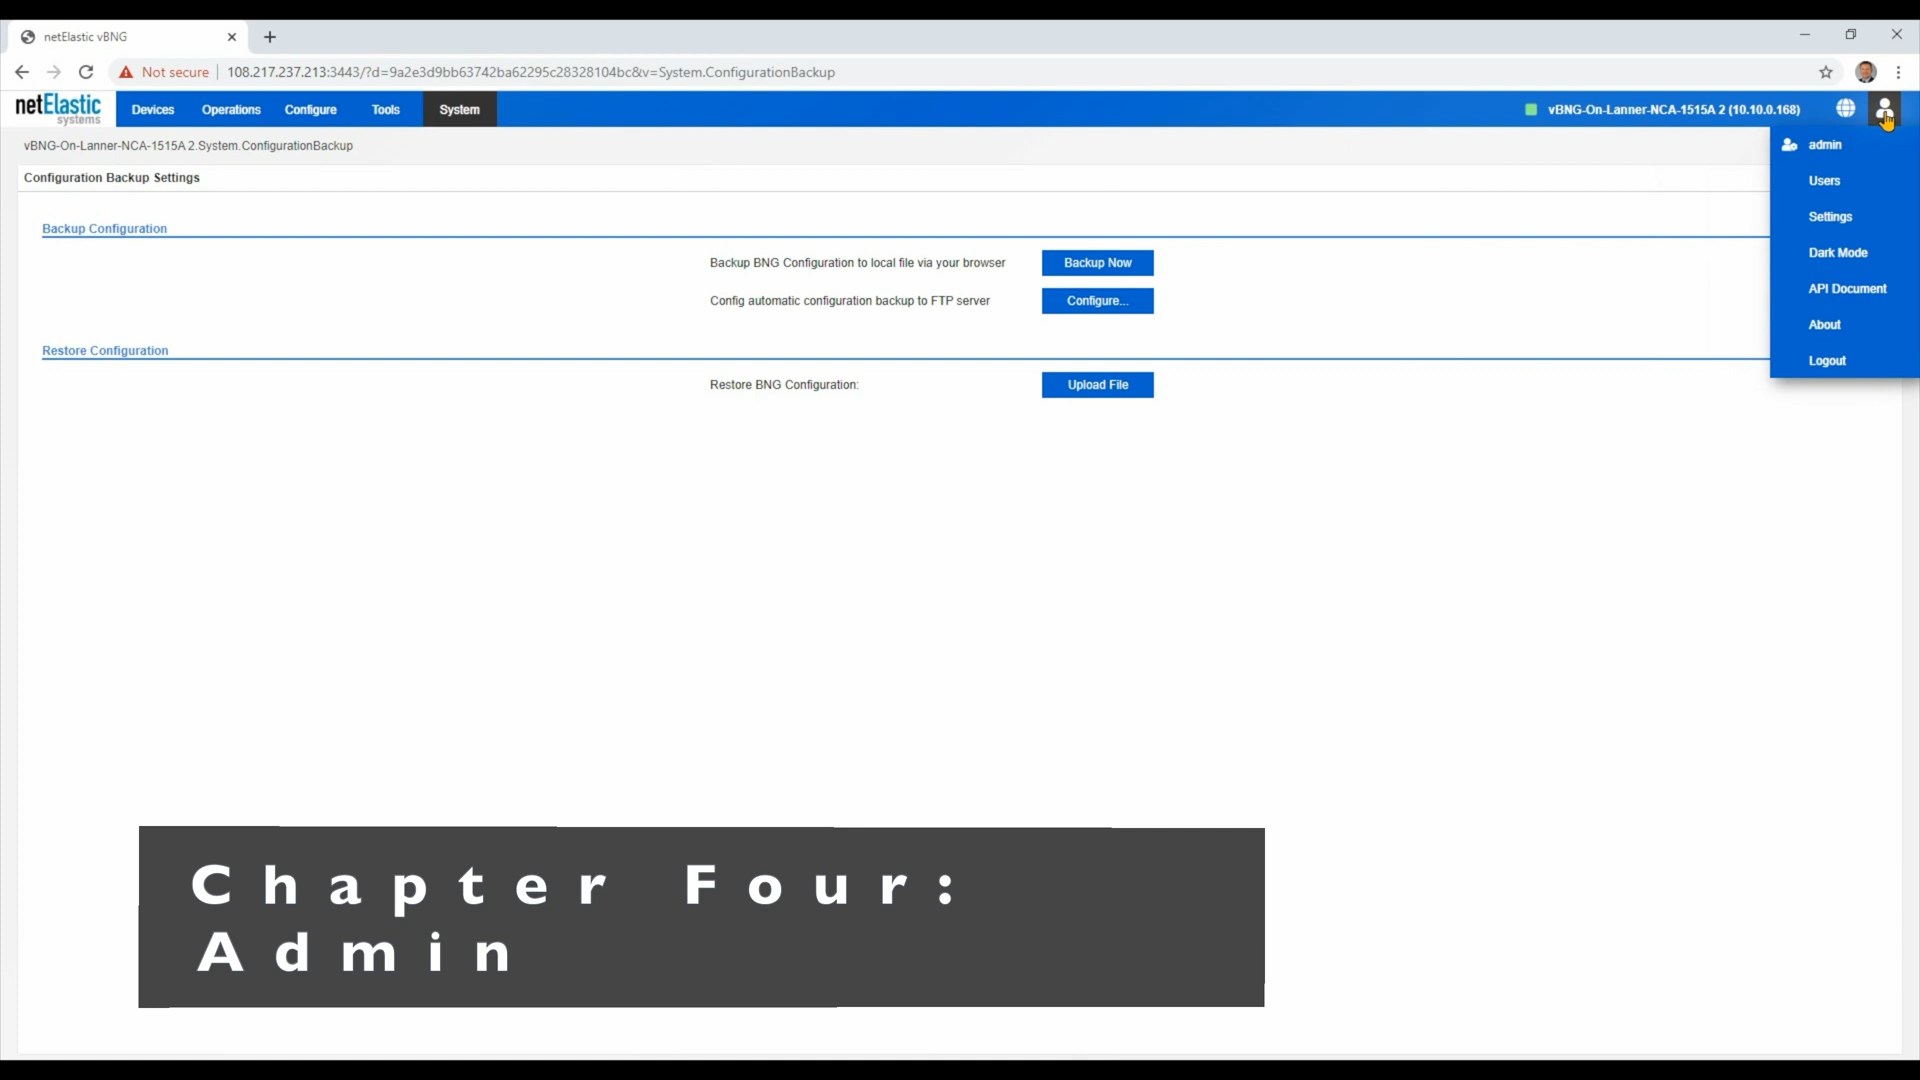 netElastic vBNG
Not secure 108.217.237.213:3443/?d=9a2e3d9bb63742ba62295c28328104bc&v=System.ConfigurationBackup
netElastic
systems
Devices Operations Configure Tools System vBNG-On-Lanner-NCA-1515A 2 (10.10.0.168)
vBNG-On-Lanner-NCA-1515A 2.System.ConfigurationBackup
admin
Users
Settings
Dark Mode
API Document
About
Logout
Configuration Backup Settings
Backup Configuration
Backup BNG Configuration to local file via your browser Backup Now
Config automatic configuration backup to FTP server Configure...
Restore Configuration
Restore BNG Configuration: Upload File
Chapter Four:
Admin